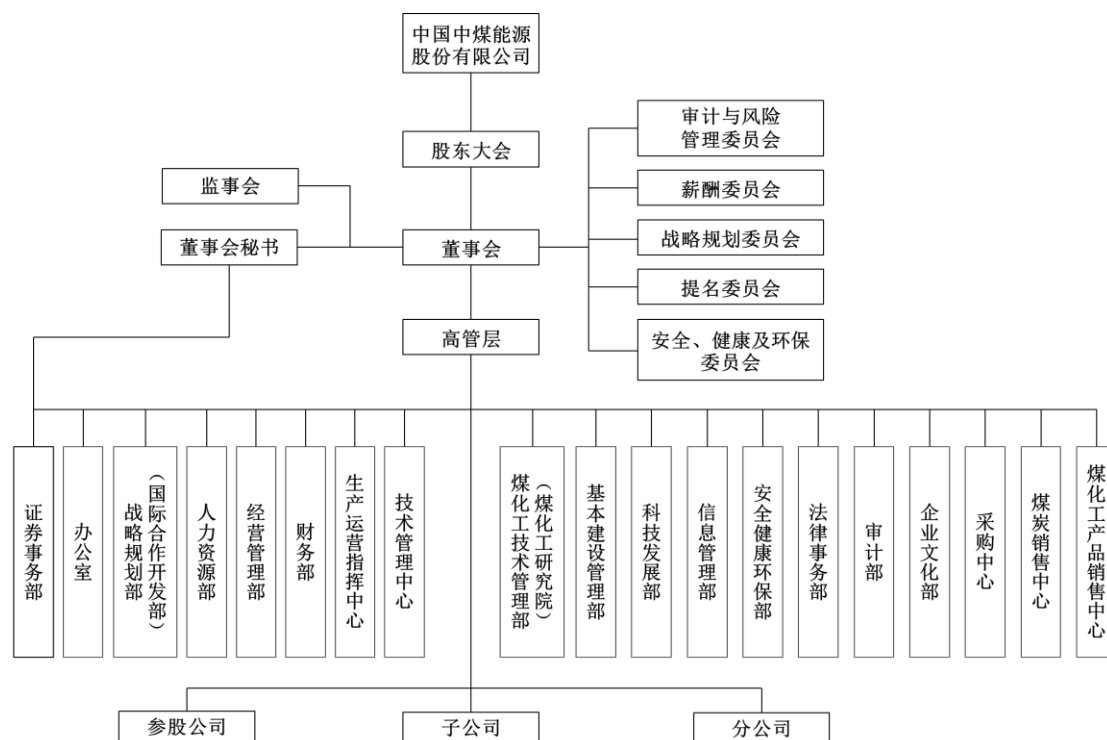 中国中煤能源
股份有限公司
股东大会
审计与风险
管理委员会
监事会
薪酬委员会
董事会秘书
董事会
战略规划委员会
提名委员会
高管层
安全、健康及环保
委员会
证券事务部
办公室
战略规划部
（国际合作开发部）
人力资源部
经营管理部
财务部
生产运营指挥中心
技术管理中心
煤化工技术管理部
（煤化工研究院）
基本建设管理部
科技发展部
信息管理部
安全健康环保部
法律事务部
审计部
企业文化部
采购中心
煤炭销售中心
煤化工产品销售中心
参股公司
子公司
分公司